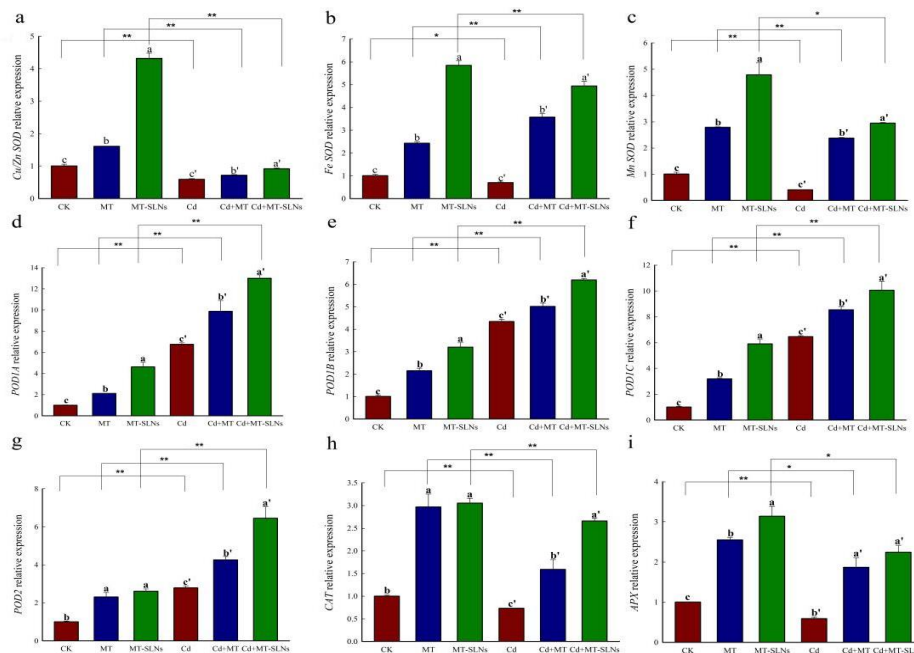 a
Cu/Zn SOD relative expression
5
4
3
2
1
0
** ** **
c b a c' b' a'
CK MT MT-SLNs Cd Cd+MT Cd+MT-SLNs
b
Fe SOD relative expression
6
5
4
3
2
1
0
* ** **
c b a c' b' a'
CK MT MT-SLNs Cd Cd+MT Cd+MT-SLNs
c
Mn SOD relative expression
6
5
4
3
2
1
0
** ** *
c b a c' b' a'
CK MT MT-SLNs Cd Cd+MT Cd+MT-SLNs
d
POD1A relative expression
14
12
10
8
6
4
2
0
** ** **
c b a c' b' a'
CK MT MT-SLNs Cd Cd+MT Cd+MT-SLNs
e
POD1B relative expression
7
6
5
4
3
2
1
** ** **
c b a c' b' a'
CK MT MT-SLNs Cd Cd+MT Cd+MT-SLNs
f
POD1C relative expression
12
10
8
6
4
2
0
** ** **
c b a c' b' a'
CK MT MT-SLNs Cd Cd+MT Cd+MT-SLNs
g
POD2 relative expression
8
6
4
2
0
** ** **
b a a c' b' a'
CK MT MT-SLNs Cd Cd+MT Cd+MT-SLNs
h
CAT relative expression
3.5
3.0
2.5
2.0
1.5
1.0
0.5
0.0
** ** **
b a a c' b' a'
CK MT MT-SLNs Cd Cd+MT Cd+MT-SLNs
i
APX relative expression
4
3
2
1
0
** * *
c b a b' a' a'
CK MT MT-SLNs Cd Cd+MT Cd+MT-SL